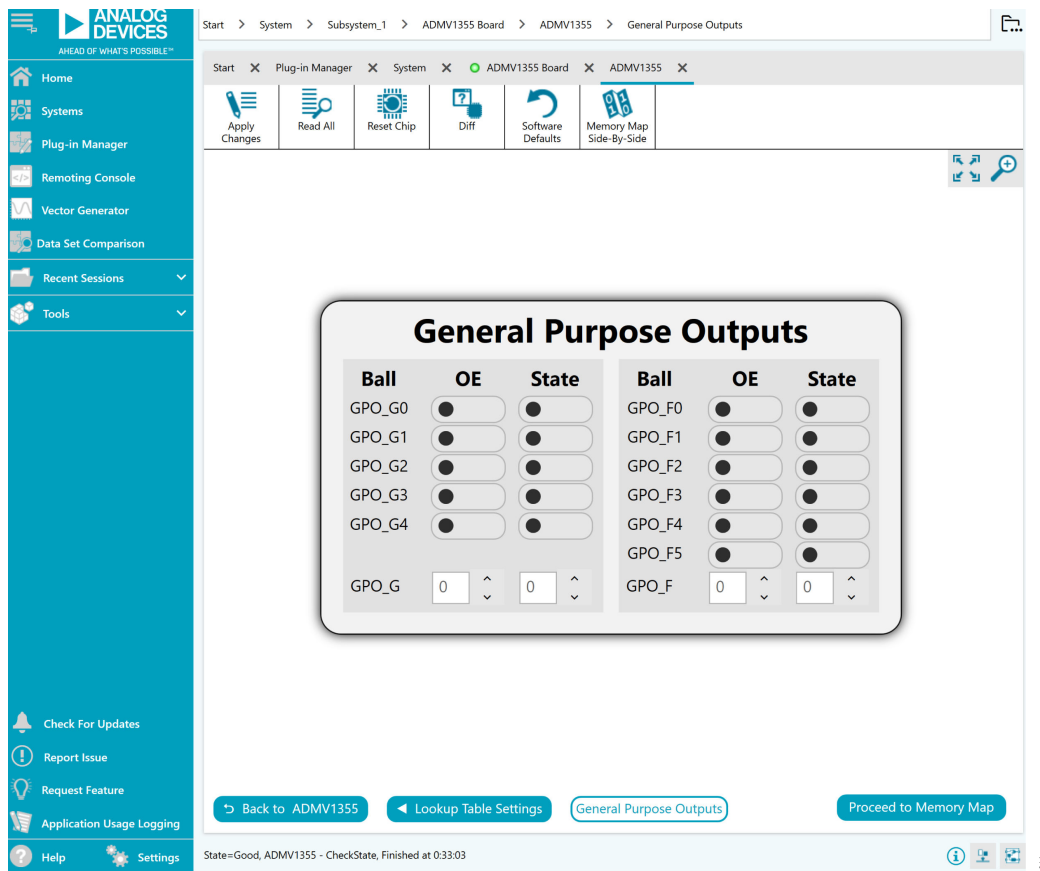 ANALOG
DEVICES
AHEAD OF WHAT'S POSSIBLE™
Home
Systems
Plug-in Manager
Remoting Console
Vector Generator
Data Set Comparison
Recent Sessions
Tools
Check For Updates
Report Issue
Request Feature
Application Usage Logging
Help Settings
Start > System > Subsystem_1 > ADMV1355 Board > ADMV1355 > General Purpose Outputs
Start Plug-in Manager System ADMV1355 Board ADMV1355
Apply
Changes
Read All
Reset Chip
Diff
Software
Defaults
Memory Map
Side-By-Side
General Purpose Outputs
Ball OE State Ball OE State
GPO_G0 GPO_F0
GPO_G1 GPO_F1
GPO_G2 GPO_F2
GPO_G3 GPO_F3
GPO_G4 GPO_F4
GPO_F5
GPO_G 0 0 GPO_F 0 0
Back to ADMV1355 Lookup Table Settings General Purpose Outputs Proceed to Memory Map
State=Good, ADMV1355 - CheckState, Finished at 0:33:03